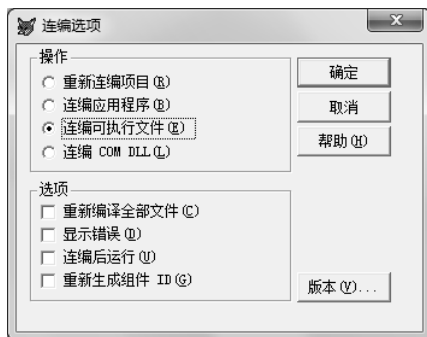 连编选项
操作
重新连编项目(R)
连编应用程序(B)
连编可执行文件(E)
连编 COM DLL(L)
确定
取消
帮助(H)
选项
重新编译全部文件(C)
显示错误(D)
连编后运行(U)
重新生成组件 ID(G)
版本(V)...